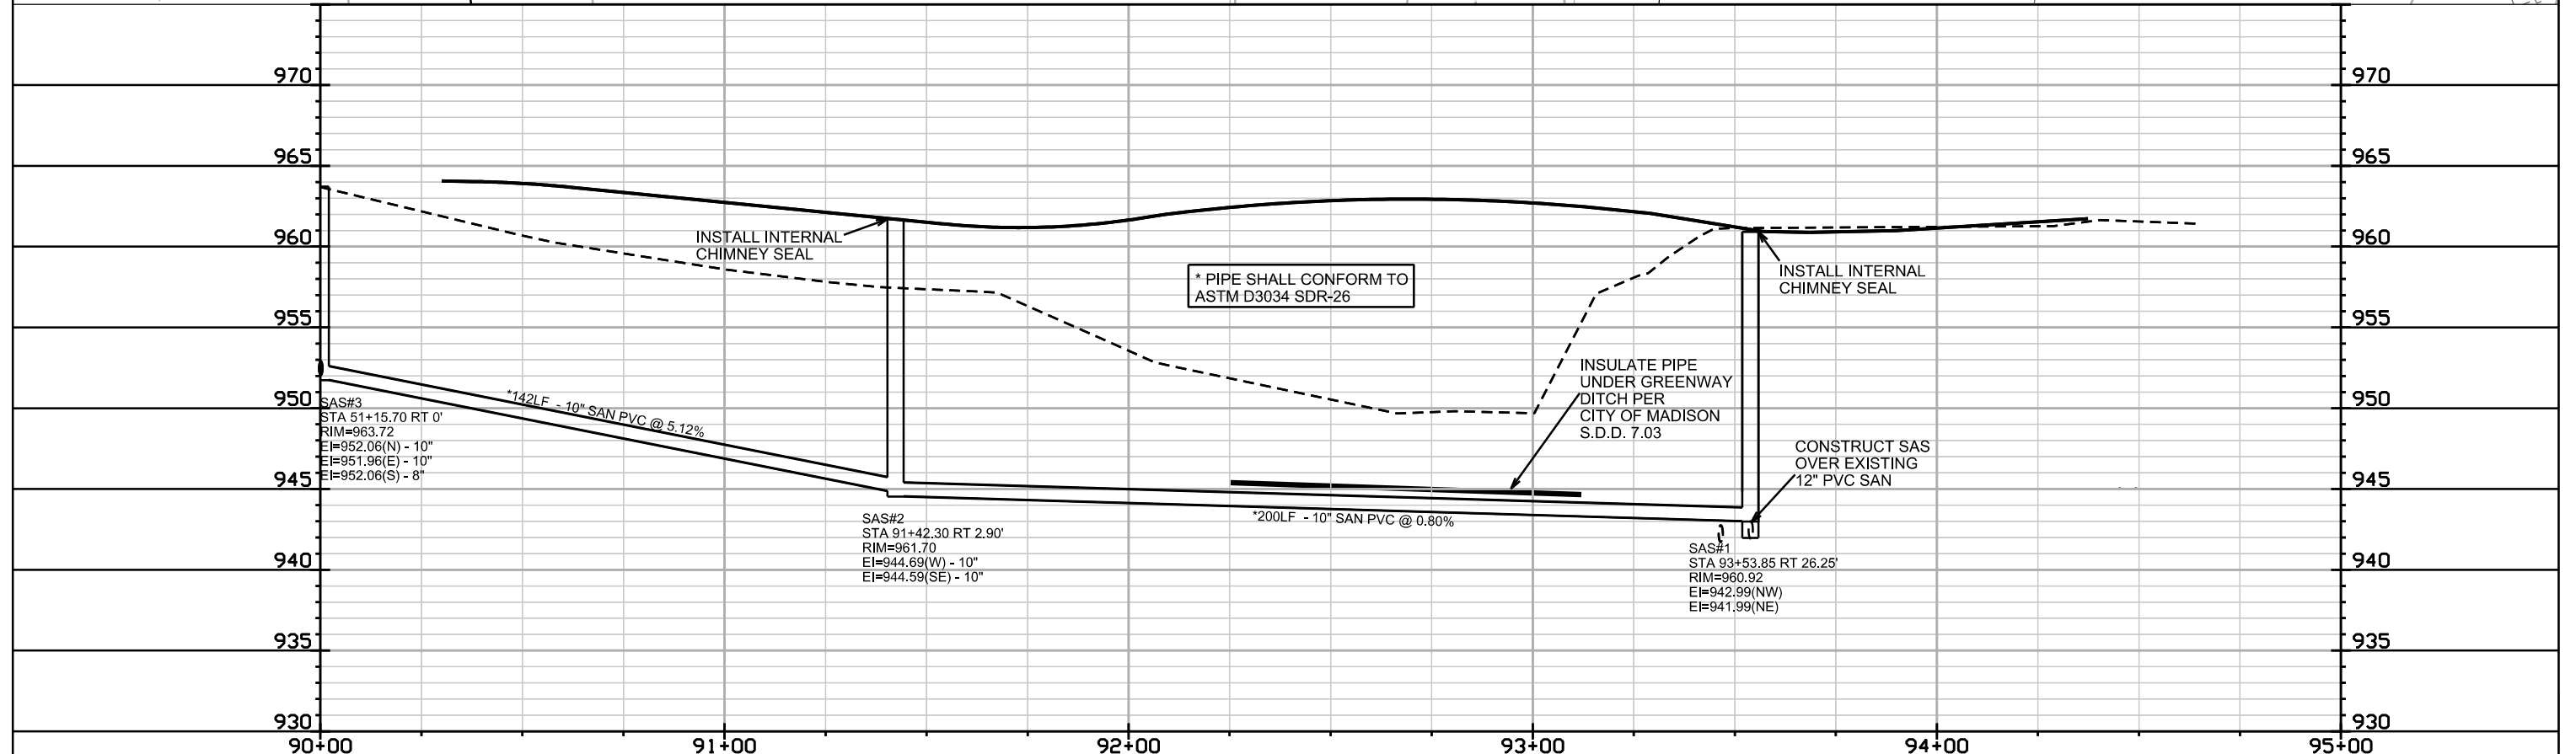 970
970
965
965
960
960
955
955
950
950
945
945
940
940
935
935
930
930
90+00
91+00
92+00
93+00
94+00
95+00
INSTALL INTERNAL
CHIMNEY SEAL
* PIPE SHALL CONFORM TO
ASTM D3034 SDR-26
INSTALL INTERNAL
CHIMNEY SEAL
INSULATE PIPE
UNDER GREENWAY
DITCH PER
CITY OF MADISON
S.D.D. 7.03
CONSTRUCT SAS
OVER EXISTING
12" PVC SAN
*142LF - 10" SAN PVC @ 5.12%
*200LF - 10" SAN PVC @ 0.80%
SAS#3
STA 51+15.70 RT 0'
RIM=963.72
EI=952.06(N) - 10"
EI=951.96(E) - 10"
EI=952.06(S) - 8"
SAS#2
STA 91+42.30 RT 2.90'
RIM=961.70
EI=944.69(W) - 10"
EI=944.59(SE) - 10"
SAS#1
STA 93+53.85 RT 26.25'
RIM=960.92
EI=942.99(NW)
EI=941.99(NE)